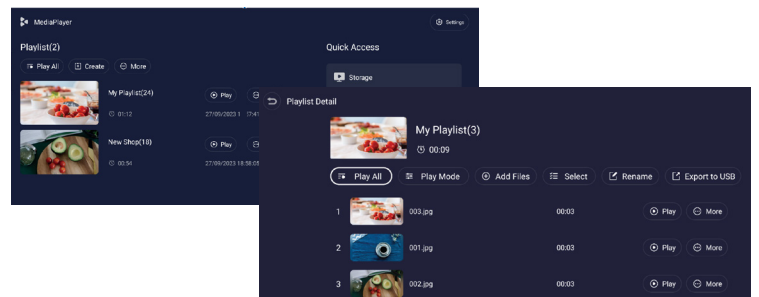 MediaPlayer
Settings
Playlist(2)
Quick Access
Play All Create More
Storage
My Playlist(24)
Play
01:12
27/09/2023 1
New Shop(18)
Play
00:54
27/09/2023 18:58:05
Playlist Detail
My Playlist(3)
00:09
Play All Play Mode Add Files Select Rename Export to USB
1 003.jpg 00:03 Play More
2 001.jpg 00:03 Play More
3 002.jpg 00:03 Play More